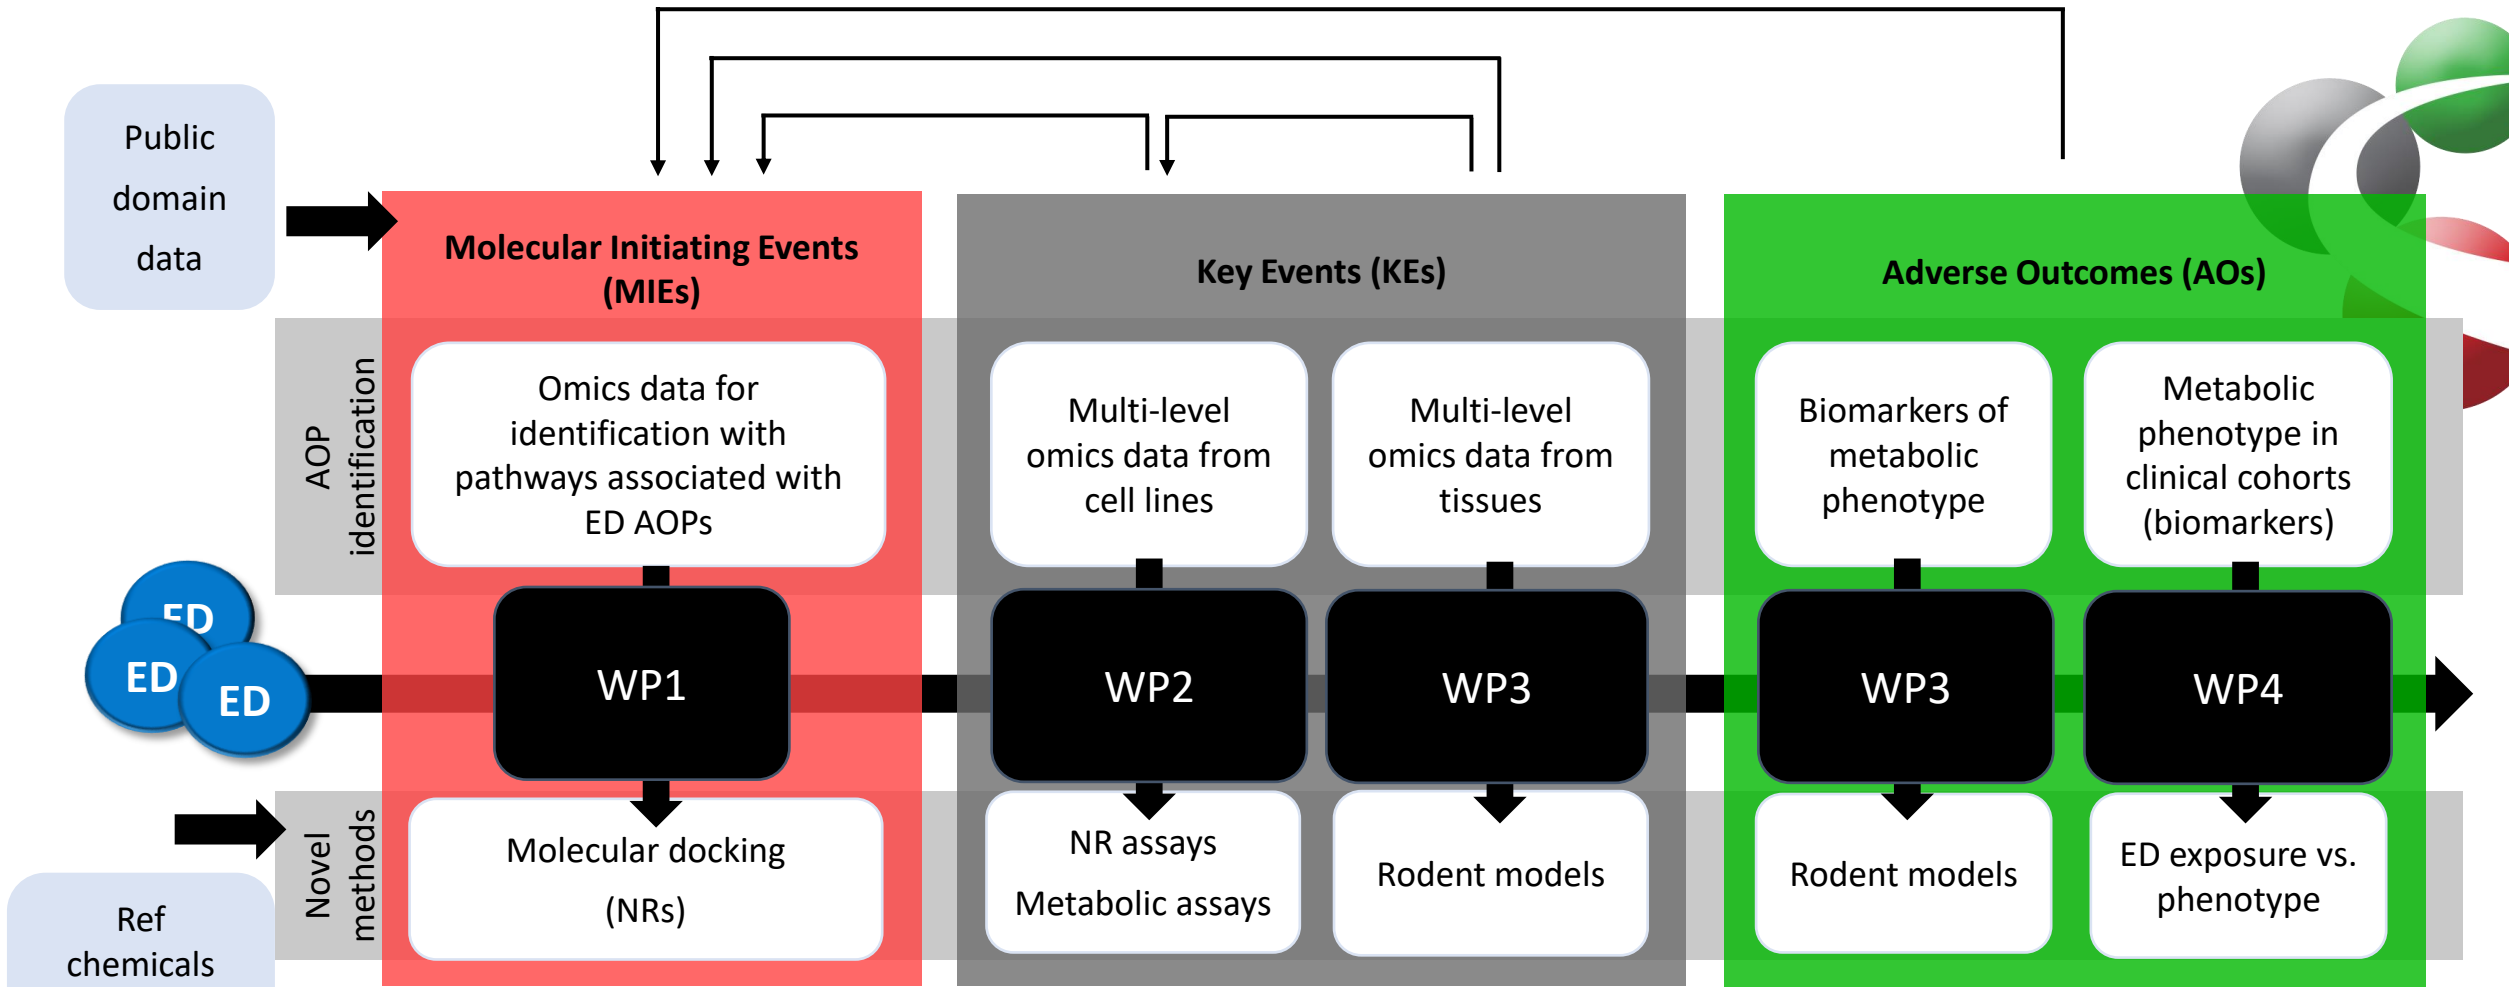 Public
domain
data
Molecular Initiating Events
(MIEs)
Key Events (KEs)
Adverse Outcomes (AOs)
AOP
identification
Omics data for
identification with
pathways associated with
ED AOPs
Multi-level
omics data from
cell lines
Multi-level
omics data from
tissues
Biomarkers of
metabolic
phenotype
Metabolic
phenotype in
clinical cohorts
(biomarkers)
ED
ED
ED
WP1
WP2
WP3
WP3
WP4
Novel
methods
Molecular docking
(NRs)
NR assays
Metabolic assays
Rodent models
Rodent models
ED exposure vs.
phenotype
Ref
chemicals